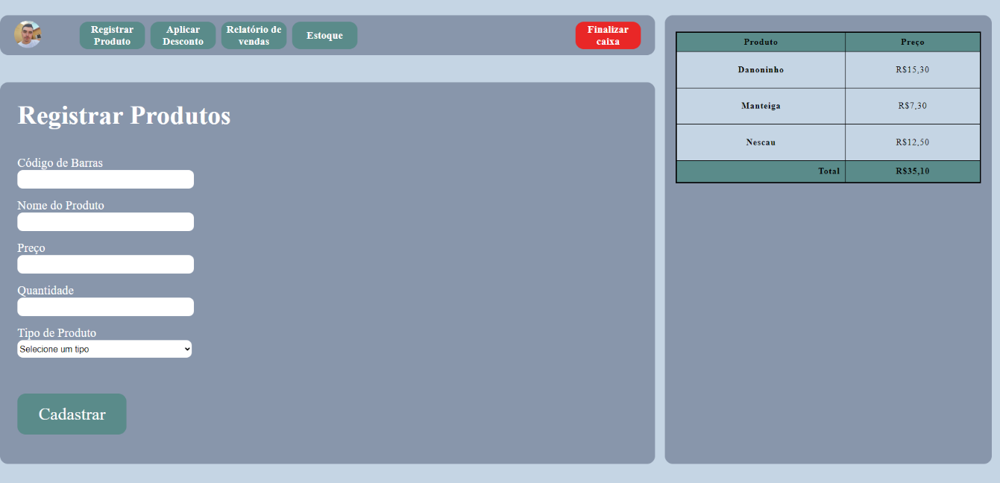 Registrar
Produto
Aplicar
Desconto
Relatório de
vendas
Estoque
Finalizar
caixa
Registrar Produtos
Código de Barras
Nome do Produto
Preço
Quantidade
Tipo de Produto
Selecione um tipo
Cadastrar
Produto Preço
Danoninho R$15,30
Manteiga R$7,30
Nescau R$12,50
Total R$35,10